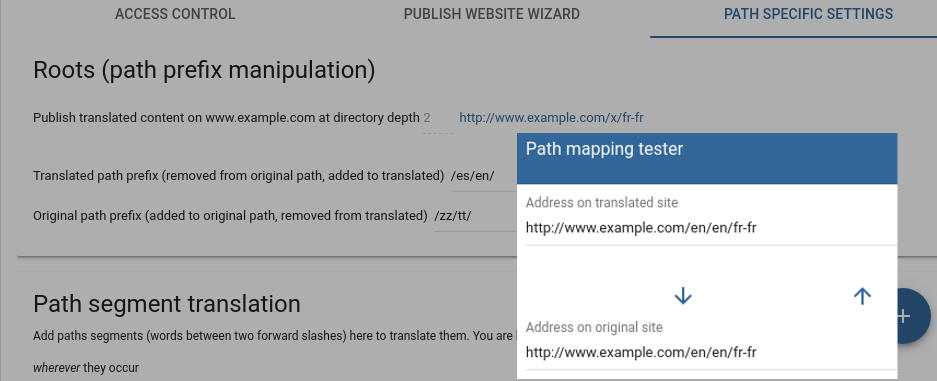 ACCESS CONTROL
PUBLISH WEBSITE WIZARD
PATH SPECIFIC SETTINGS
Roots (path prefix manipulation)
Publish translated content on www.example.com at directory depth 2 http://www.example.com/x/fr-fr
Translated path prefix (removed from original path, added to translated) /es/en/
Original path prefix (added to original path, removed from translated) /zz/tt/
Path segment translation
Add paths segments (words between two forward slashes) here to translate them. You are
wherever they occur
Path mapping tester
Address on translated site
http://www.example.com/en/en/fr-fr
Address on original site
http://www.example.com/en/en/fr-fr